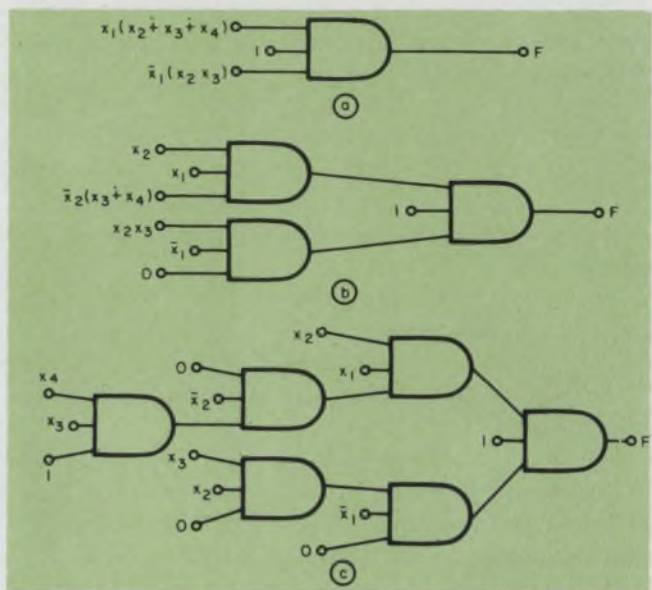 x₁(x₂ ∔ x₃ ∔ x₄)
1
F
x̄₁(x₂ x₃)
a
x₂
x₁
x̄₂(x₃ ∔ x₄)
1
F
x₂x₃
x̄₁
0
b
x₂
0
x₁
x₄
x̄₂
x₃
1
F
x₃
1
x₂
x̄₁
0
0
c